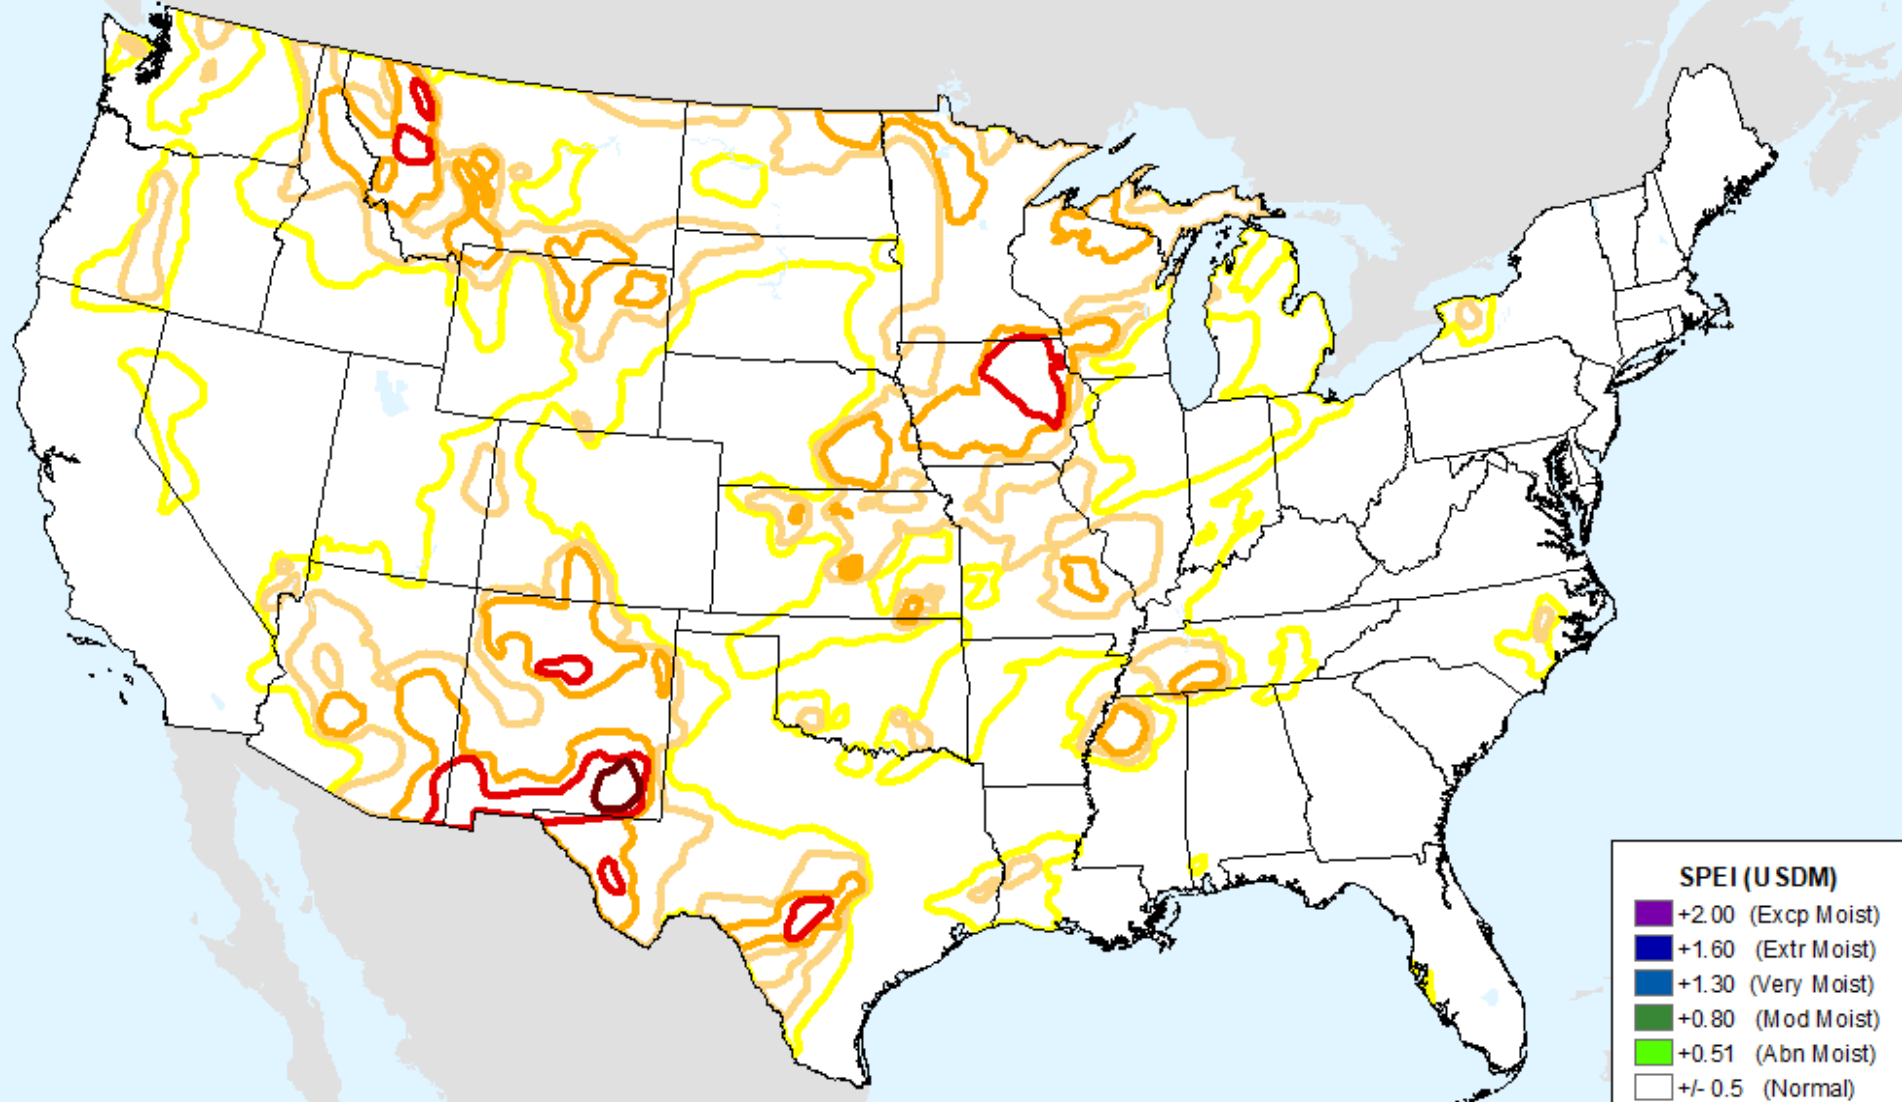 SPEI (USDM)
+2.00 (Excp Moist)
+1.60 (Extr Moist)
+1.30 (Very Moist)
+0.80 (Mod Moist)
+0.51 (Abn Moist)
+/- 0.5 (Normal)